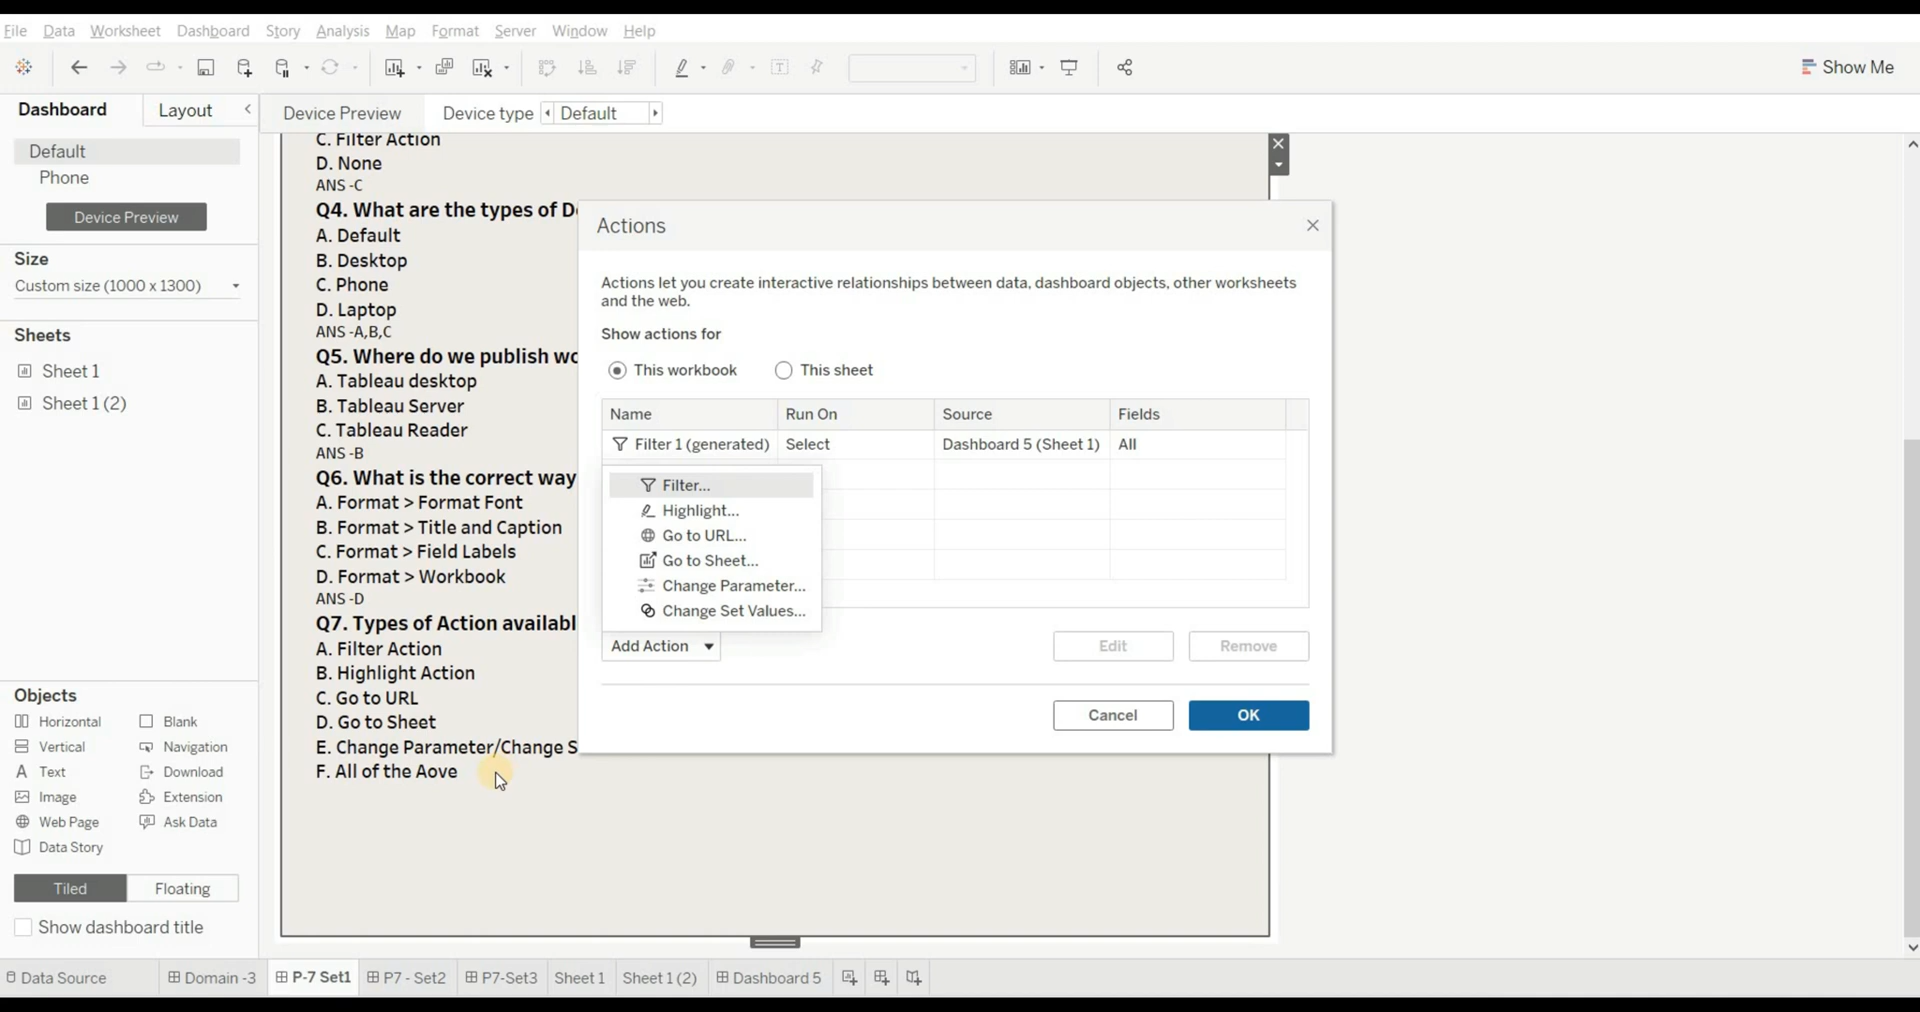 File Data Worksheet Dashboard Story Analysis Map Format Server Window Help
Show Me
Dashboard Layout
Device Preview Device type Default
Default
Phone
Device Preview
Size
Custom size (1000 x 1300)
Sheets
Sheet 1
Sheet 1 (2)
Objects
Horizontal Blank
Vertical Navigation
Text Download
Image Extension
Web Page Ask Data
Data Story
Tiled Floating
Show dashboard title
C. Filter Action
D. None
ANS -C
Q4. What are the types of D
A. Default
B. Desktop
C. Phone
D. Laptop
ANS -A,B,C
Q5. Where do we publish wo
A. Tableau desktop
B. Tableau Server
C. Tableau Reader
ANS -B
Q6. What is the correct way
A. Format > Format Font
B. Format > Title and Caption
C. Format > Field Labels
D. Format > Workbook
ANS -D
Q7. Types of Action availabl
A. Filter Action
B. Highlight Action
C. Go to URL
D. Go to Sheet
E. Change Parameter/Change S
F. All of the Aove
Actions
Actions let you create interactive relationships between data, dashboard objects, other worksheets
and the web.
Show actions for
This workbook This sheet
Name Run On Source Fields
Filter 1 (generated) Select Dashboard 5 (Sheet 1) All
Filter...
Highlight...
Go to URL...
Go to Sheet...
Change Parameter...
Change Set Values...
Add Action Edit Remove
Cancel OK
Data Source Domain -3 P-7 Set1 P7 - Set2 P7-Set3 Sheet 1 Sheet 1 (2) Dashboard 5